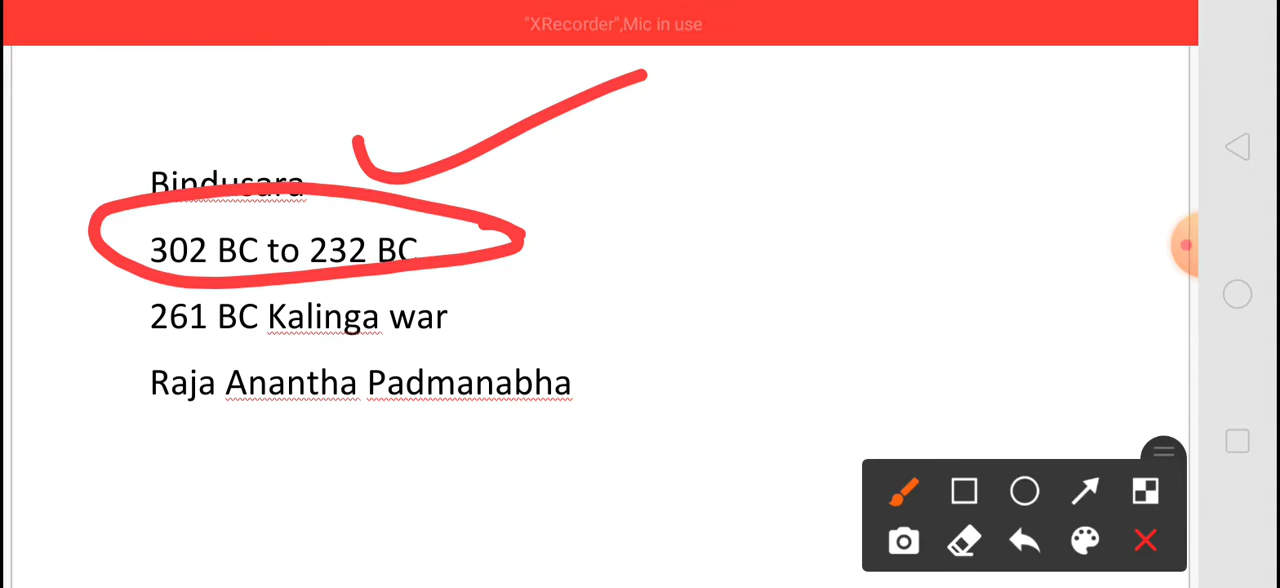 "XRecorder",Mic in use
Bindusara
302 BC to 232 BC
261 BC Kalinga war
Raja Anantha Padmanabha